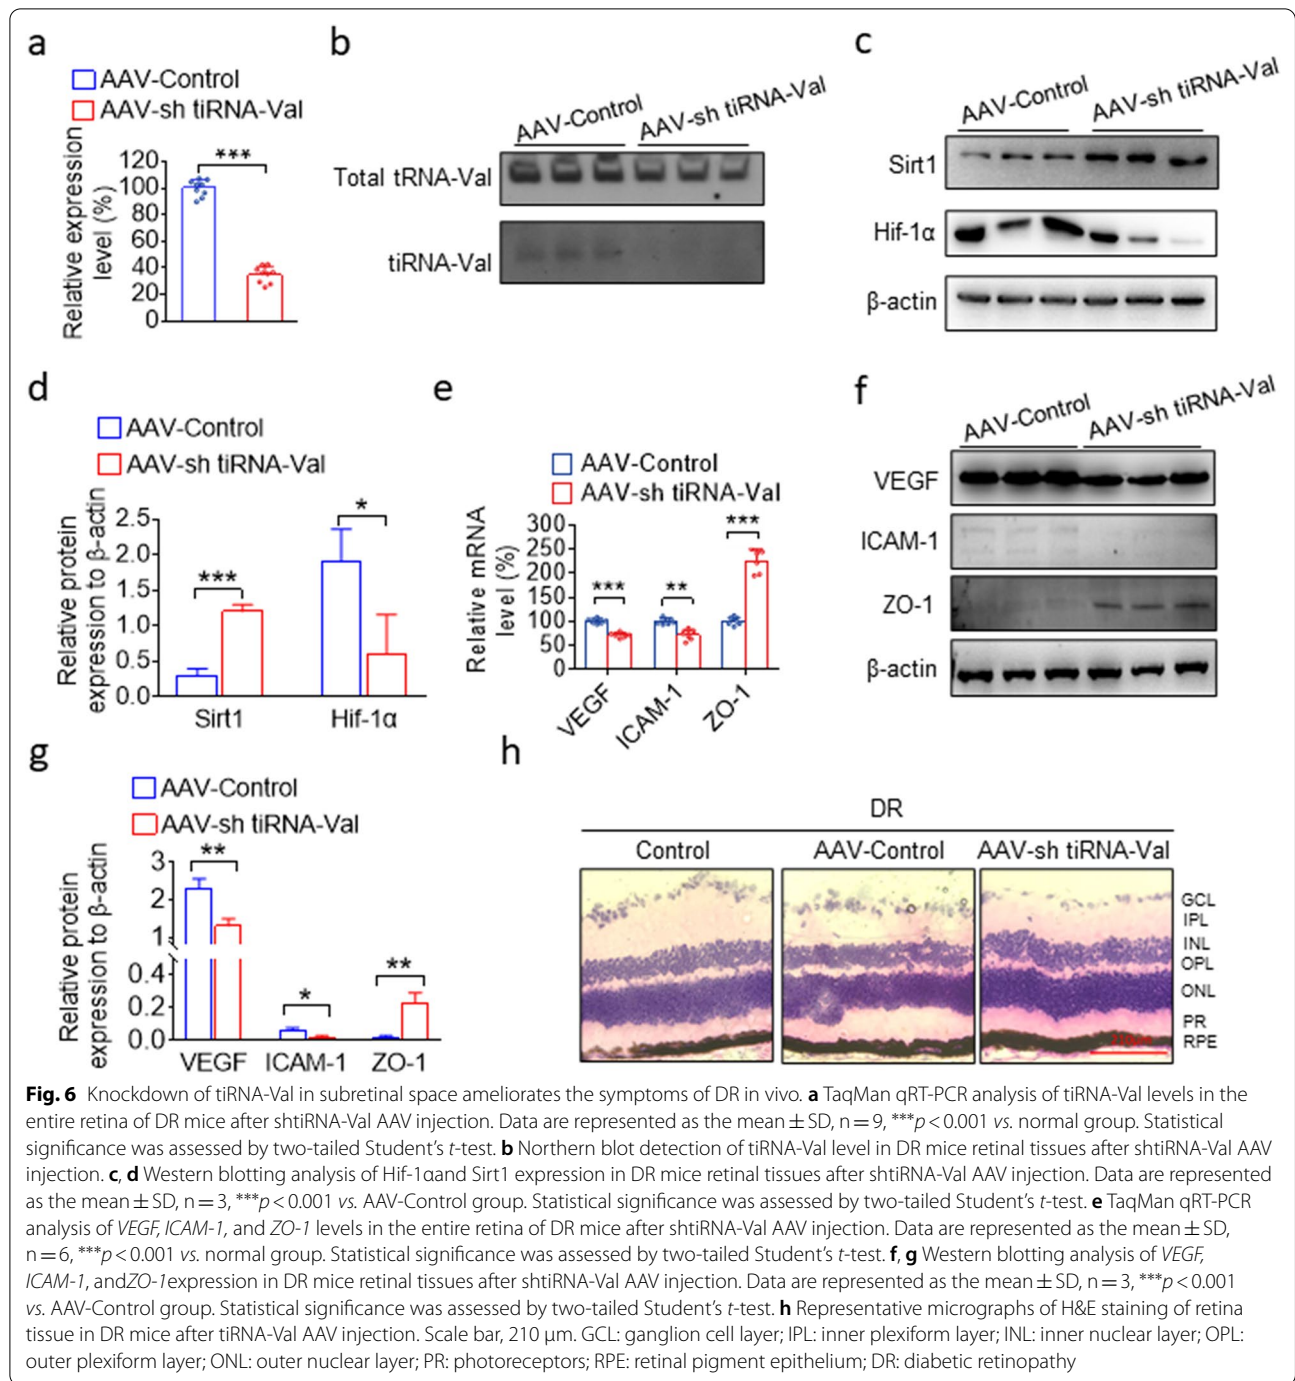 a
AAV-Control
AAV-sh tiRNA-Val
Relative expression
level (%)
120
100
80
60
40
20
0
***
b
AAV-Control
AAV-sh tiRNA-Val
Total tRNA-Val
tiRNA-Val
c
AAV-Control
AAV-sh tiRNA-Val
Sirt1
Hif-1α
β-actin
d
AAV-Control
AAV-sh tiRNA-Val
Relative protein
expression to β-actin
2.5
2.0
1.5
1.0
0.5
0.0
***
*
Sirt1
Hif-1α
e
AAV-Control
AAV-sh tiRNA-Val
Relative mRNA
level (%)
300
250
200
150
100
50
0
***
**
***
VEGF
ICAM-1
ZO-1
f
AAV-Control
AAV-sh tiRNA-Val
VEGF
ICAM-1
ZO-1
β-actin
g
AAV-Control
AAV-sh tiRNA-Val
Relative protein
expression to β-actin
3
2
1
0.4
0.2
0.0
**
*
**
VEGF
ICAM-1
ZO-1
h
DR
Control
AAV-Control
AAV-sh tiRNA-Val
GCL
IPL
INL
OPL
ONL
PR
RPE
Fig. 6 Knockdown of tiRNA-Val in subretinal space ameliorates the symptoms of DR in vivo. a TaqMan qRT-PCR analysis of tiRNA-Val levels in the
entire retina of DR mice after shtiRNA-Val AAV injection. Data are represented as the mean ± SD, n = 9, ***p < 0.001 vs. normal group. Statistical
significance was assessed by two-tailed Student's t-test. b Northern blot detection of tiRNA-Val level in DR mice retinal tissues after shtiRNA-Val AAV
injection. c, d Western blotting analysis of Hif-1αand Sirt1 expression in DR mice retinal tissues after shtiRNA-Val AAV injection. Data are represented
as the mean ± SD, n = 3, ***p < 0.001 vs. AAV-Control group. Statistical significance was assessed by two-tailed Student's t-test. e TaqMan qRT-PCR
analysis of VEGF, ICAM-1, and ZO-1 levels in the entire retina of DR mice after shtiRNA-Val AAV injection. Data are represented as the mean ± SD,
n = 6, ***p < 0.001 vs. normal group. Statistical significance was assessed by two-tailed Student's t-test. f, g Western blotting analysis of VEGF,
ICAM-1, andZO-1expression in DR mice retinal tissues after shtiRNA-Val AAV injection. Data are represented as the mean ± SD, n = 3, ***p < 0.001
vs. AAV-Control group. Statistical significance was assessed by two-tailed Student's t-test. h Representative micrographs of H&E staining of retina
tissue in DR mice after tiRNA-Val AAV injection. Scale bar, 210 μm. GCL: ganglion cell layer; IPL: inner plexiform layer; INL: inner nuclear layer; OPL:
outer plexiform layer; ONL: outer nuclear layer; PR: photoreceptors; RPE: retinal pigment epithelium; DR: diabetic retinopathy